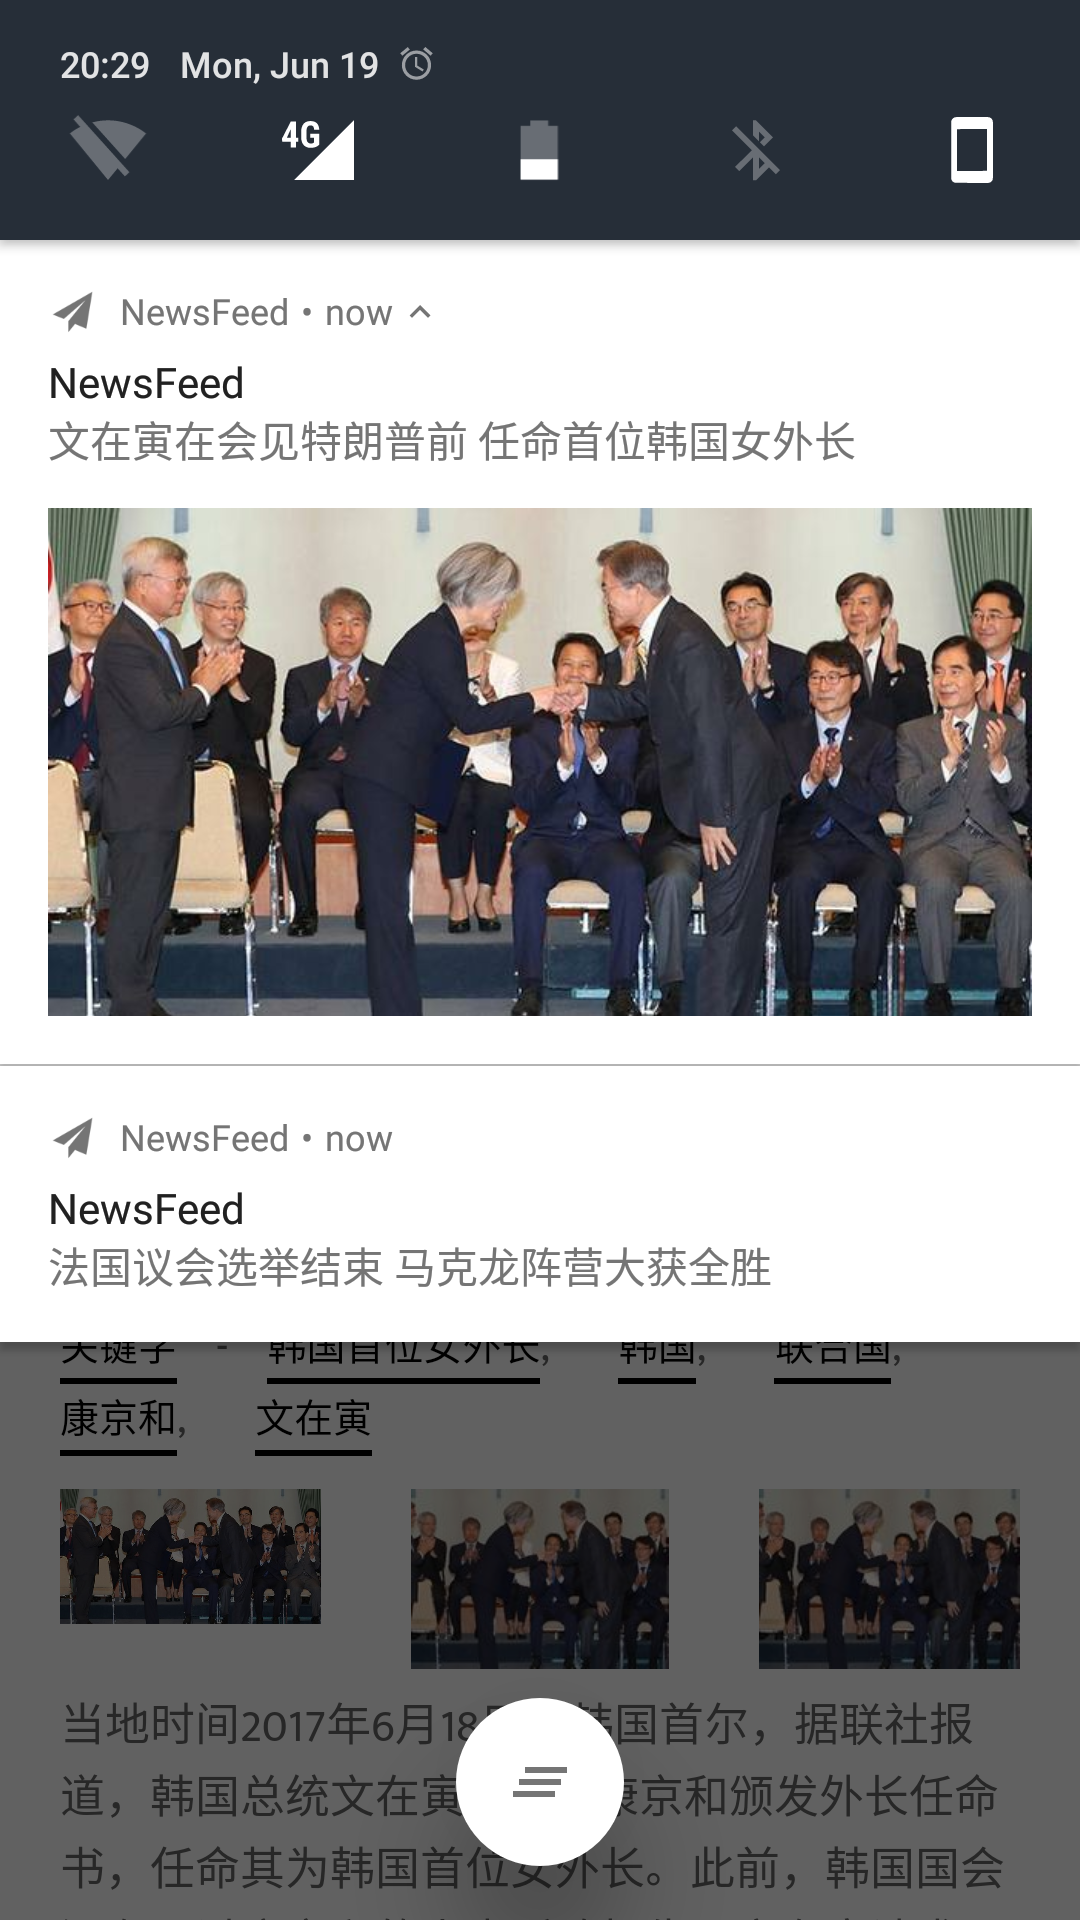 20:29 Mon, Jun 19
4G
NewsFeed • now
NewsFeed
文在寅在会见特朗普前 任命首位韩国女外长
NewsFeed • now
NewsFeed
法国议会选举结束 马克龙阵营大获全胜
关键字 - 韩国首位女外长, 韩国, 联合国,
康京和, 文在寅
当地时间2017年6月18 韩国首尔，据联社报
道，韩国总统文在寅 康京和颁发外长任命
书，任命其为韩国首位女外长。此前，韩国国会